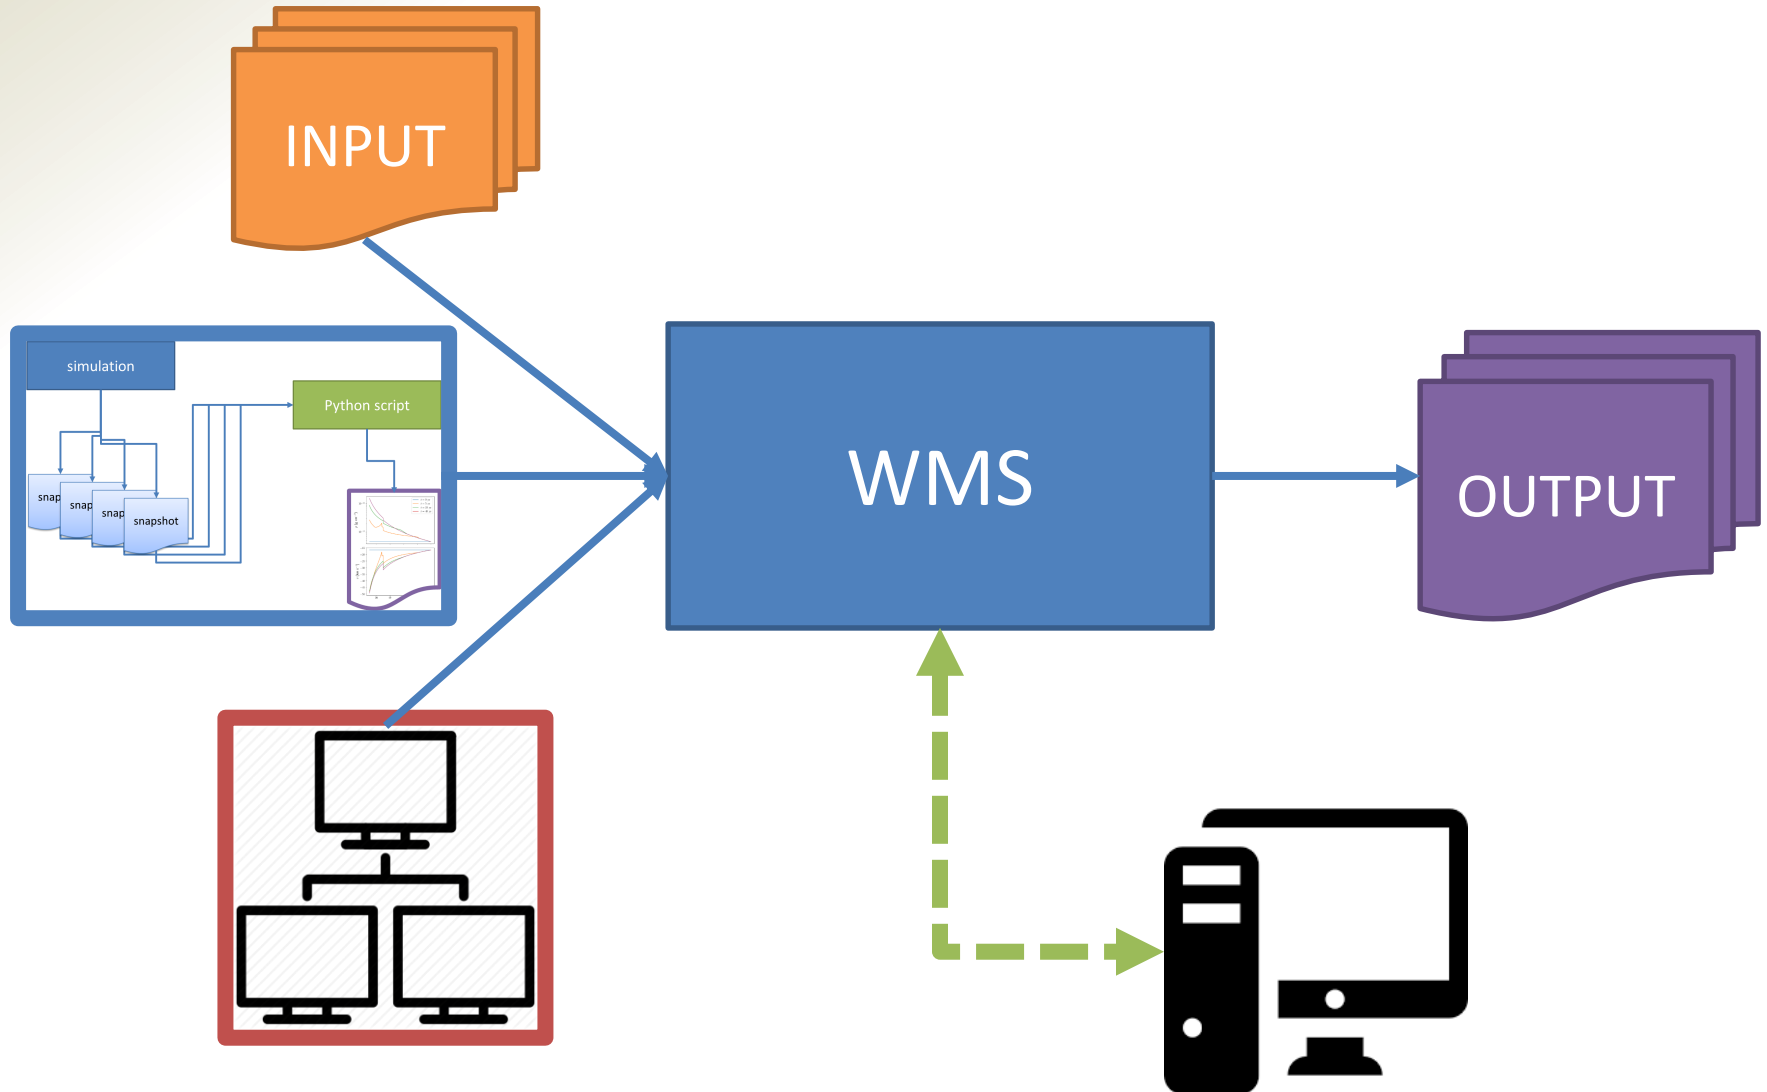 INPUT
simulation
Python script
snap
snap
snap
snapshot
WMS
OUTPUT